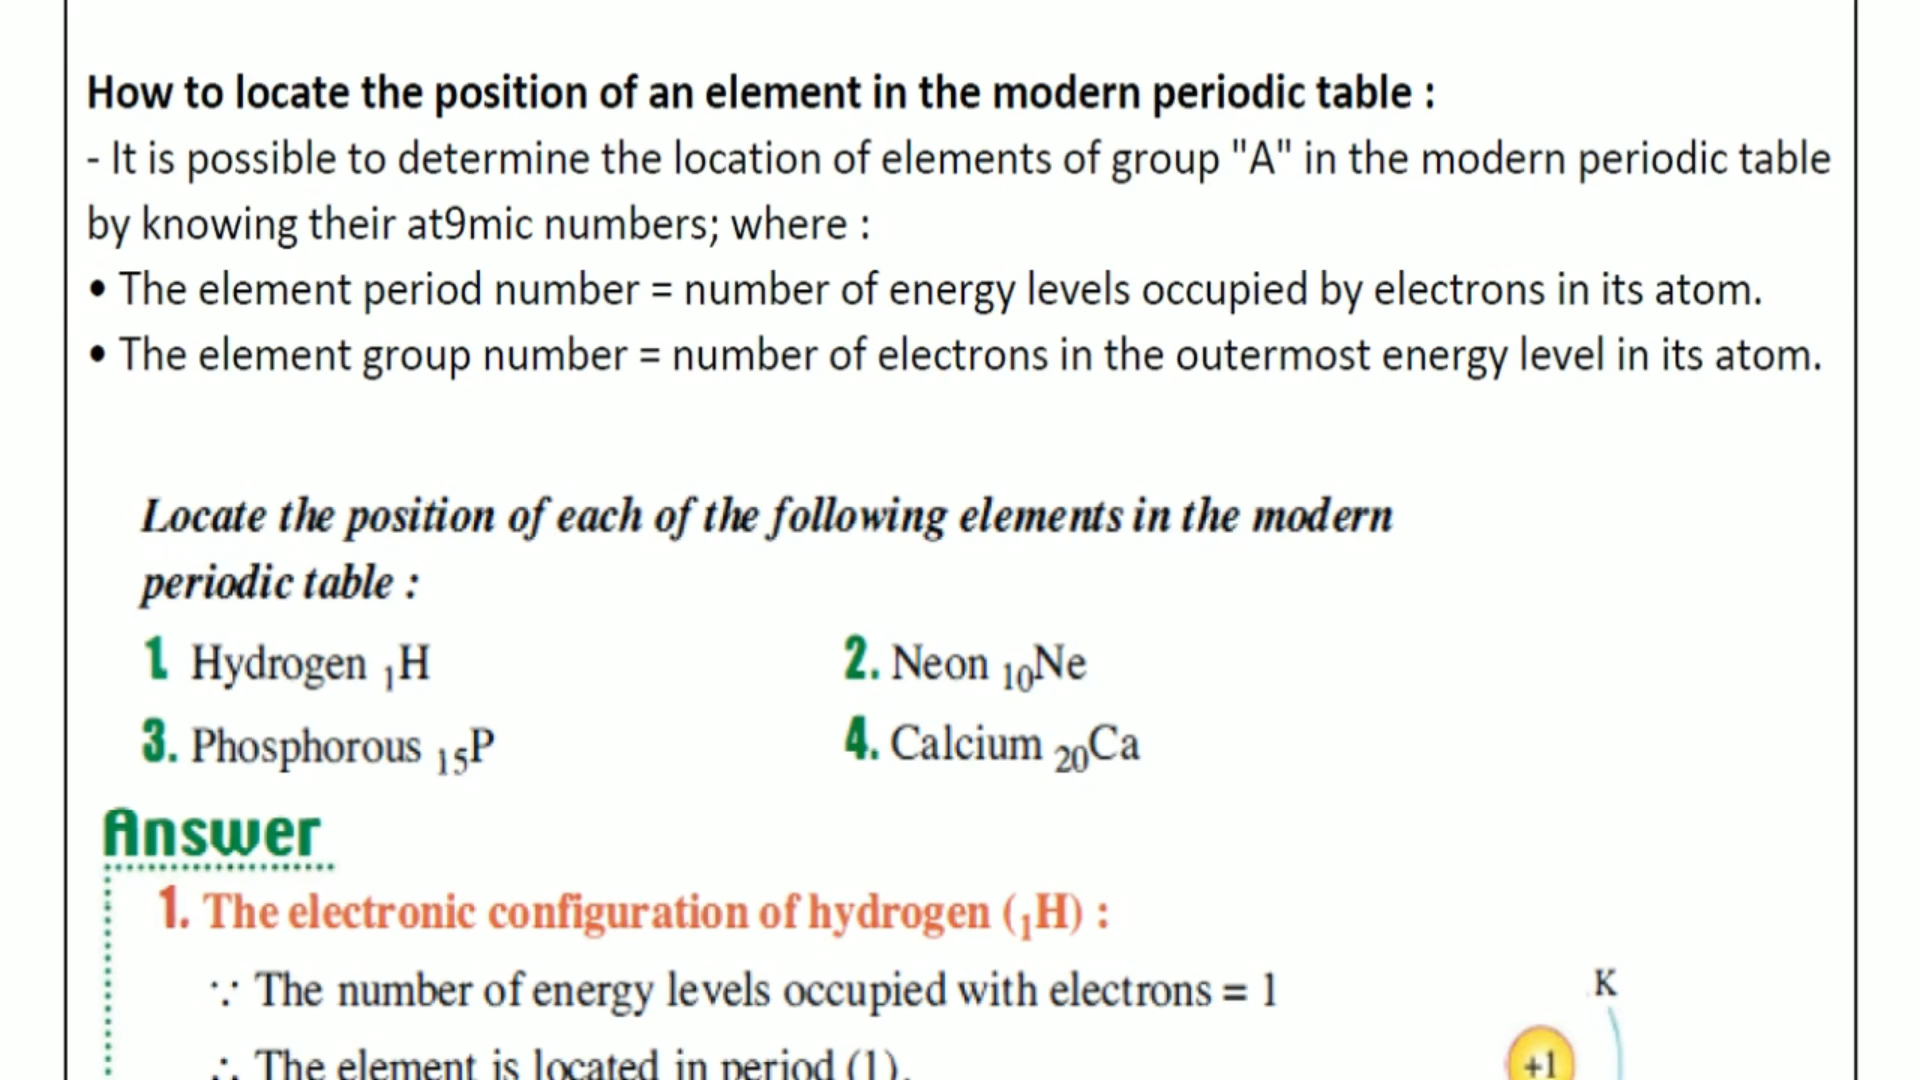 How to locate the position of an element in the modern periodic table :
- It is possible to determine the location of elements of group "A" in the modern periodic table
by knowing their at9mic numbers; where :
• The element period number = number of energy levels occupied by electrons in its atom.
• The element group number = number of electrons in the outermost energy level in its atom.
Locate the position of each of the following elements in the modern
periodic table :
1 Hydrogen ₁H 2. Neon ₁₀Ne
3. Phosphorous ₁₅P 4. Calcium ₂₀Ca
Answer
1. The electronic configuration of hydrogen (₁H) :
∵ The number of energy levels occupied with electrons = 1
K
∴ The element is located in period (1).
+1